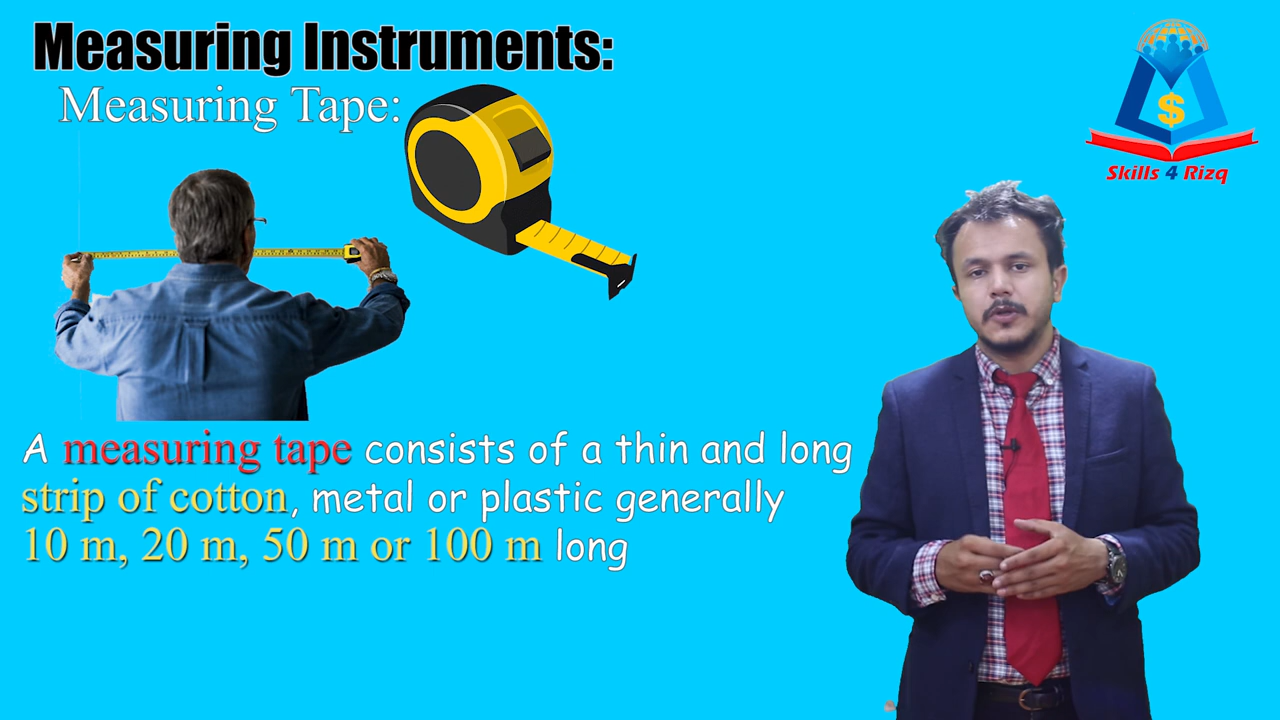 Measuring Instruments:
Measuring Tape:
$
Skills 4 Rizq
A measuring tape consists of a thin and long
strip of cotton, metal or plastic generally
10 m, 20 m, 50 m or 100 m long